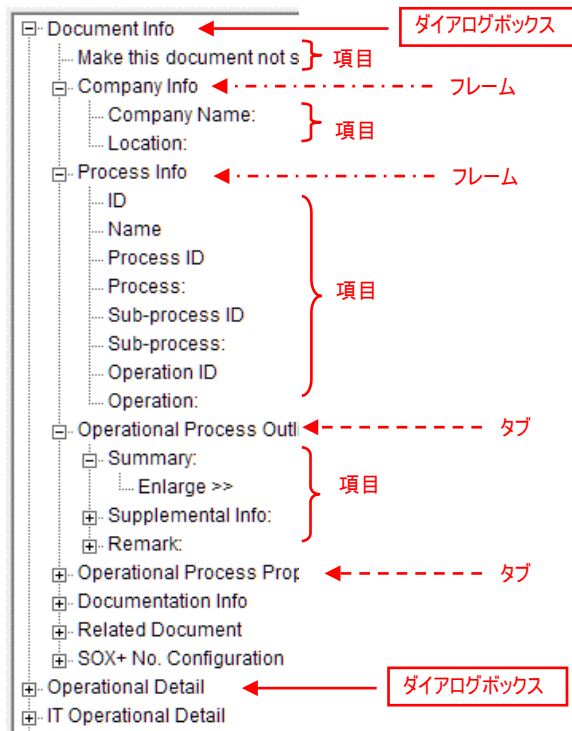 Document Info ダイアログボックス
Make this document not s 項目
Company Info フレーム
Company Name:
項目
Location:
Process Info フレーム
ID
Name
Process ID
Process: 項目
Sub-process ID
Sub-process:
Operation ID
Operation:
Operational Process Outli タブ
Summary:
Enlarge >> 項目
Supplemental Info:
Remark:
Operational Process Prop タブ
Documentation Info
Related Document
SOX+ No. Configuration
Operational Detail ダイアログボックス
IT Operational Detail